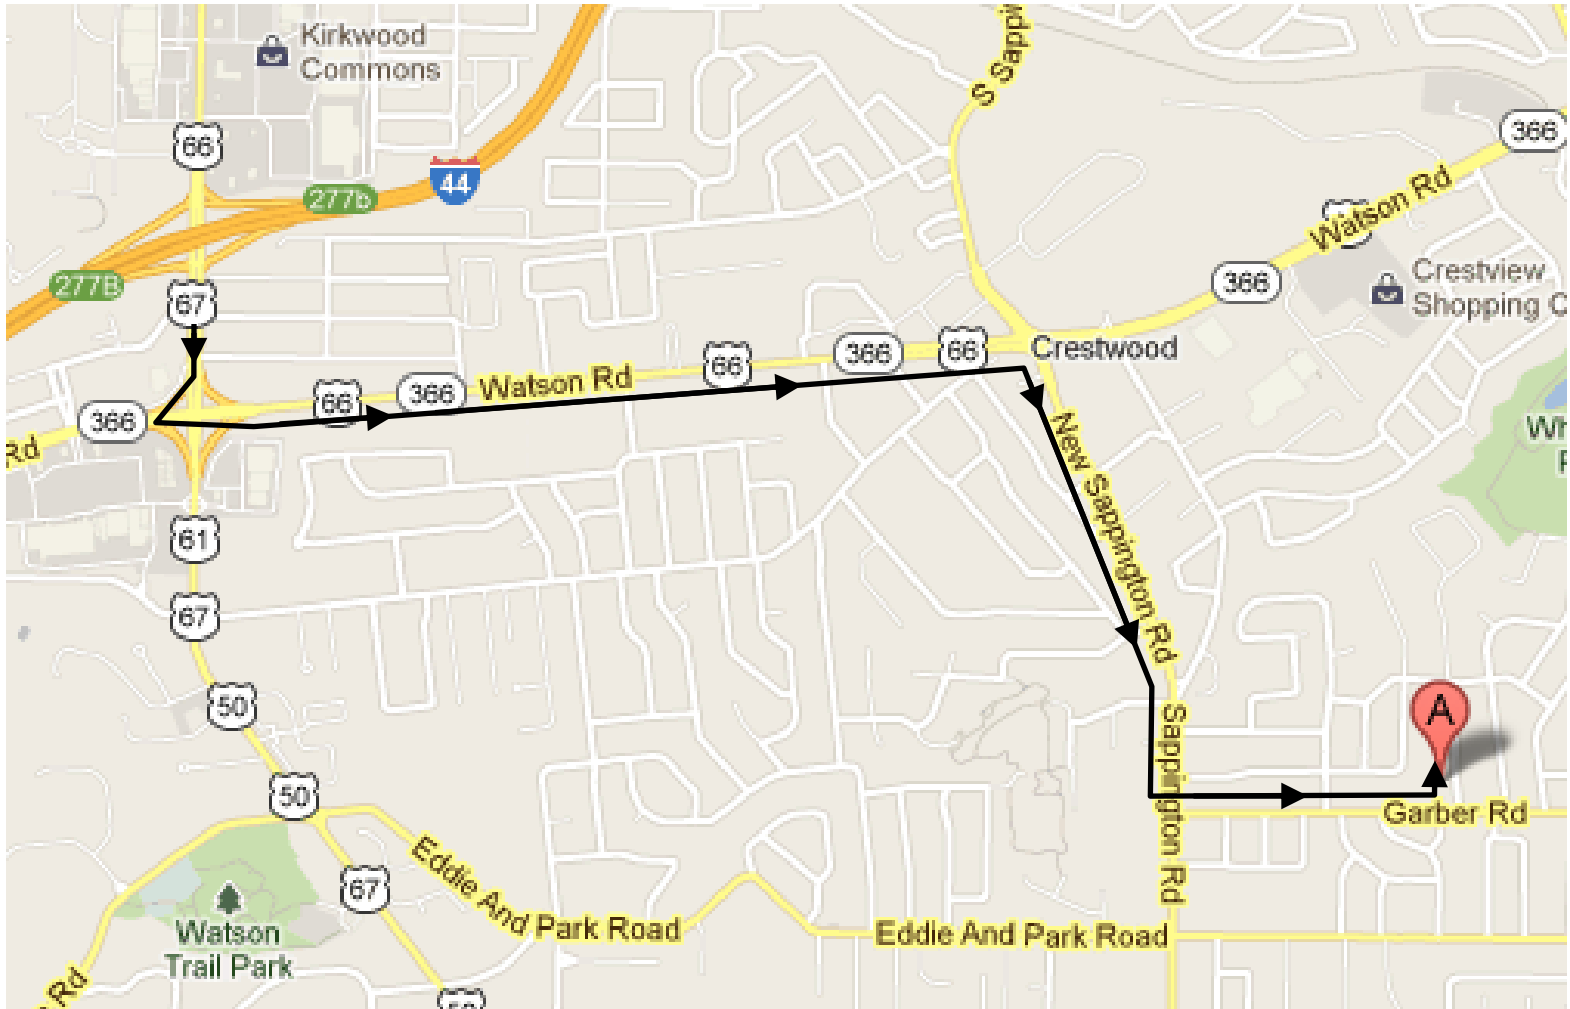 Kirkwood
Commons
S Sappi
66
366
44
277b
Watson Rd
277B
Crestview
Shopping C
366
67
66
366
66
Crestwood
Watson Rd
366
66
366
Rd
Wh
New Sappington Rd
61
67
50
A
Sappington Rd
50
Garber Rd
Eddie And Park Road
67
Eddie And Park Road
Watson
Trail Park
Rd